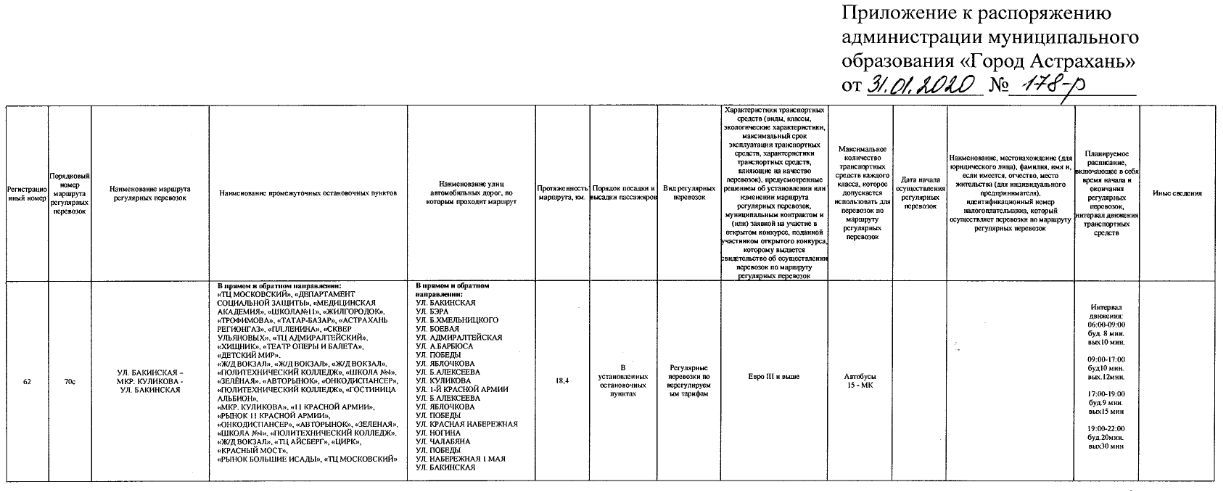 Приложение к распоряжению
администрации муниципального
образования «Город Астрахань»
от 31.01.2020 № 178-р
Регистрацио
нный номер
Порядковый
номер
маршрута
регулярных
перевозок
Наименование маршрута
регулярных перевозок
Наименование промежуточных остановочных пунктов
Наименование улиц
автомобильных дорог, по
которым проходит маршрут
Протяженность
маршрута, км.
Порядок посадки и
высадки пассажиров
Вид регулярных
перевозок
Характеристики транспортных
средств (виды, классы,
экологические характеристики,
максимальный срок
эксплуатации транспортных
средств, характеристики
транспортных средств,
влияющие на качество
перевозок), предусмотренные
решением об установлении или
изменении маршрута
регулярных перевозок,
муниципальным контрактом и
(или) заявкой на участие в
открытом конкурсе, поданной
участником открытого конкурса,
которому выдается
свидетельство об осуществлении
перевозок по маршруту
регулярных перевозок
Максимальное
количество
транспортных
средств каждого
класса, которое
допускается
использовать для
перевозок по
маршруту
регулярных
перевозок
Дата начала
осуществления
регулярных
перевозок
Наименование, местонахождение (для
юридического лица), фамилия, имя и,
если имеется, отчество, место
жительства (для индивидуального
предпринимателя),
идентификационный номер
налогоплательщика, который
осуществляет перевозки по маршруту
регулярных перевозок
Планируемое
расписание,
включающее в себя
время начала и
окончания
регулярных
перевозок,
интервал движения
транспортных
средств
Иные сведения
62
70с
УЛ. БАКИНСКАЯ –
МКР. КУЛИКОВА -
УЛ. БАКИНСКАЯ
В прямом и обратном направлении:
«ТЦ МОСКОВСКИЙ», «ДЕПАРТАМЕНТ
СОЦИАЛЬНОЙ ЗАЩИТЫ», «МЕДИЦИНСКАЯ
АКАДЕМИЯ», «ШКОЛА№11», «ЖИЛГОРОДОК»,
«ТРОФИМОВА», «ТАТАР-БАЗАР», «АСТРАХАНЬ
РЕГИОНГАЗ», «ПЛ.ЛЕНИНА», «СКВЕР
УЛЬЯНОВЫХ», «ТЦ АДМИРАЛТЕЙСКИЙ»,
«ХИЩНИК», «ТЕАТР ОПЕРЫ И БАЛЕТА»,
«ДЕТСКИЙ МИР»,
«Ж/Д ВОКЗАЛ», «Ж/Д ВОКЗАЛ», «Ж/Д ВОКЗАЛ»,
«ПОЛИТЕХНИЧЕСКИЙ КОЛЛЕДЖ», «ШКОЛА №4»,
«ЗЕЛЁНАЯ», «АВТОРЫНОК», «ОНКОДИСПАНСЕР»,
«ПОЛИТЕХНИЧЕСКИЙ КОЛЛЕДЖ», «ГОСТИНИЦА
АЛЬБИОН»,
«МКР. КУЛИКОВА», «11 КРАСНОЙ АРМИИ»,
«РЫНОК 11 КРАСНОЙ АРМИИ»,
«ОНКОДИСПАНСЕР», «АВТОРЫНОК», «ЗЕЛЕНАЯ»,
«ШКОЛА №4», «ПОЛИТЕХНИЧЕСКИЙ КОЛЛЕДЖ»,
«Ж/Д ВОКЗАЛ», «ТЦ АЙСБЕРГ», «ЦИРК»,
«КРАСНЫЙ МОСТ»,
«РЫНОК БОЛЬШИЕ ИСАДЫ», «ТЦ МОСКОВСКИЙ»
В прямом и обратном
направлении:
УЛ. БАКИНСКАЯ
УЛ. БЭРА
УЛ. Б.ХМЕЛЬНИЦКОГО
УЛ. БОЕВАЯ
УЛ. АДМИРАЛТЕЙСКАЯ
УЛ. А.БАРБЮСА
УЛ. ПОБЕДЫ
УЛ. ЯБЛОЧКОВА
УЛ. Б.АЛЕКСЕЕВА
УЛ. КУЛИКОВА
УЛ. 1-Й КРАСНОЙ АРМИИ
УЛ. Б.АЛЕКСЕЕВА
УЛ. ЯБЛОЧКОВА
УЛ. ПОБЕДЫ
УЛ. КРАСНАЯ НАБЕРЕЖНАЯ
УЛ. НОГИНА
УЛ. ЧАЛАБЯНА
УЛ. ПОБЕДЫ
УЛ. НАБЕРЕЖНАЯ 1 МАЯ
УЛ. БАКИНСКАЯ
18,4
В
установленных
остановочных
пунктах
Регулярные
перевозки по
нерегулируем
ым тарифам
Евро III и выше
Автобусы
15 - МК
Интервал
движения:
06:00-09:00
буд. 8 мин.
вых10 мин.
09:00-17:00
буд10 мин.
вых.12мин.
17:00-19:00
буд.9 мин.
вых15 мин
19:00-22:00
буд.20мин.
вых30 мин